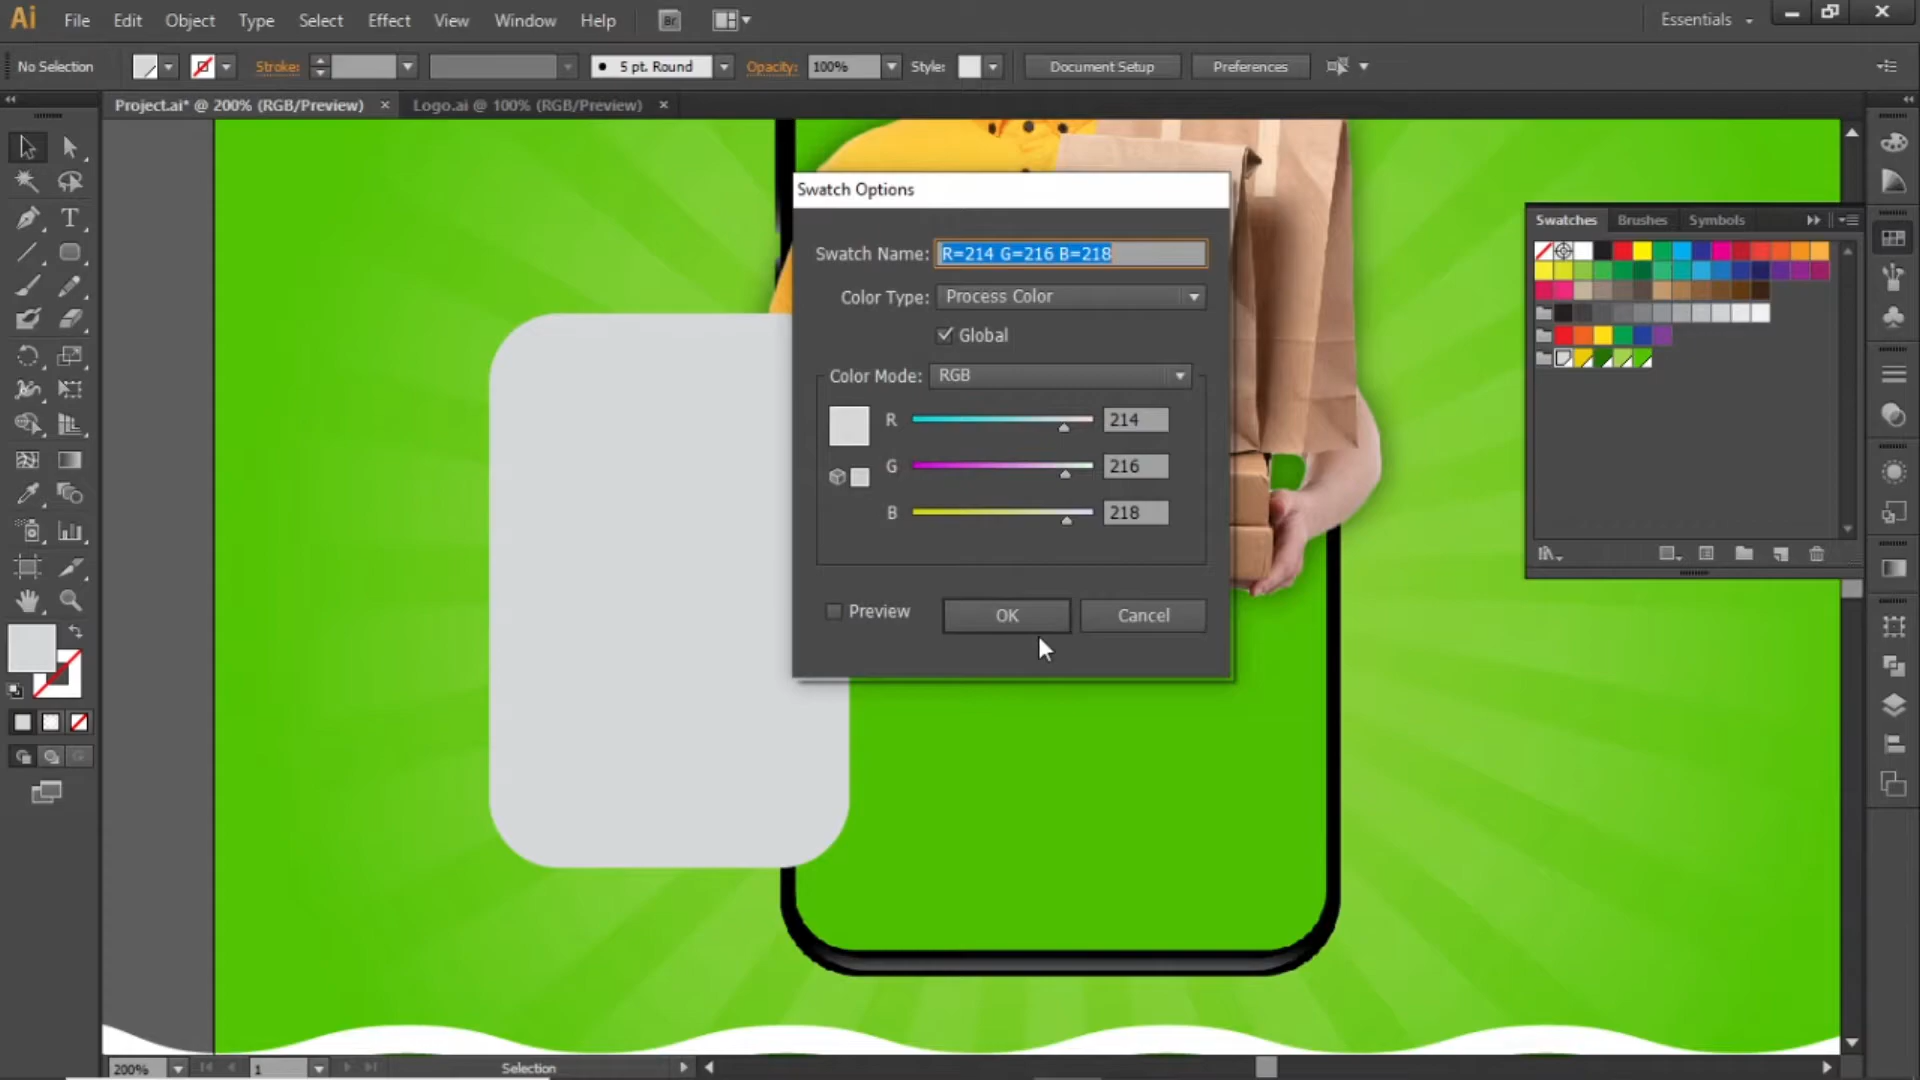 Ai File Edit Object Type Select Effect View Window Help Br Essentials
No Selection Stroke: 5 pt. Round Opacity: 100% Style: Document Setup Preferences
Project.ai* @ 200% (RGB/Preview) × Logo.ai @ 100% (RGB/Preview) ×
Swatch Options
Swatches Brushes Symbols
Swatch Name: R=214 G=216 B=218
Color Type: Process Color
Global
Color Mode: RGB
R 214
G 216
B 218
Preview OK Cancel
200% 1 Selection